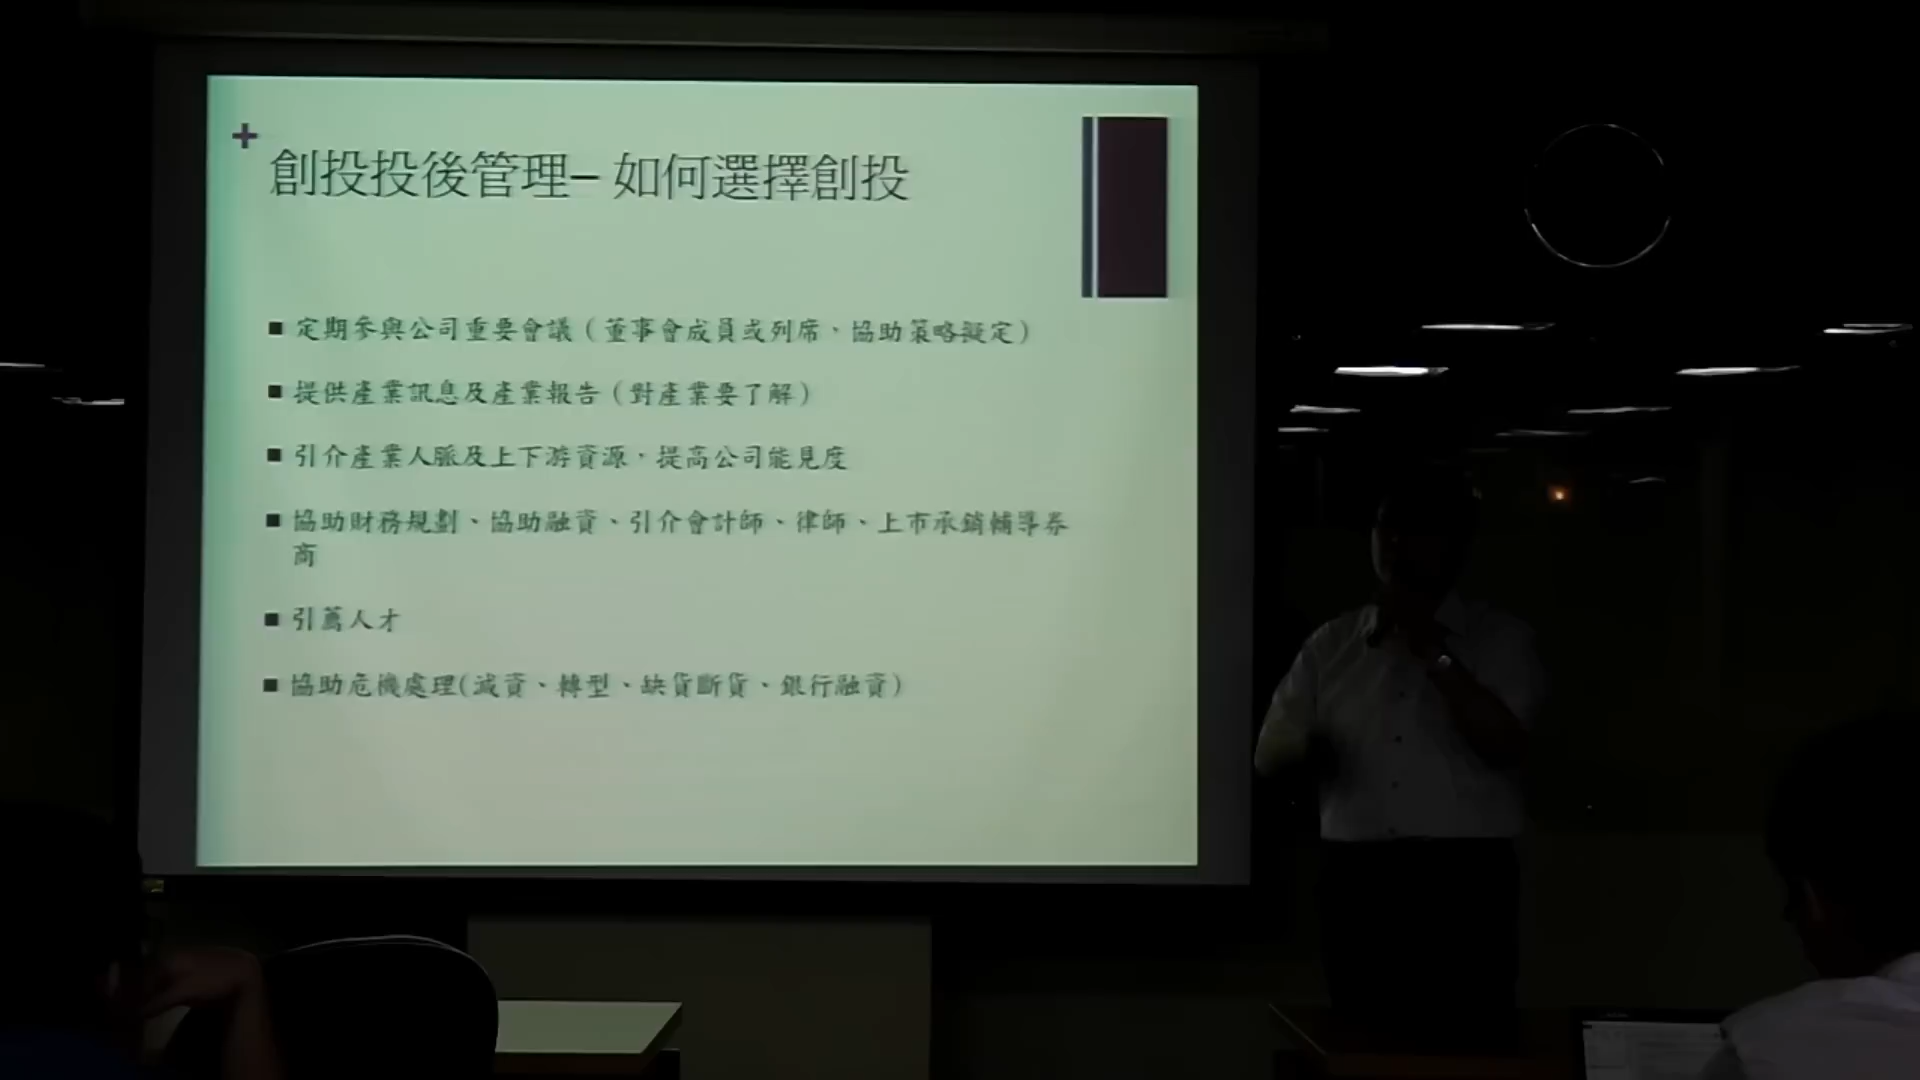 +
創投投後管理– 如何選擇創投
■ 定期參與公司重要會議（董事會成員或列席，協助策略擬定）
■ 提供產業訊息及產業報告（對產業要了解）
■ 引介產業人脈及上下游資源，提高公司能見度
■ 協助財務規劃、協助融資、引介會計師、律師、上市承銷輔導券
商
■ 引薦人才
■ 協助危機處理(減資、轉型、缺貨斷貨、銀行融資）